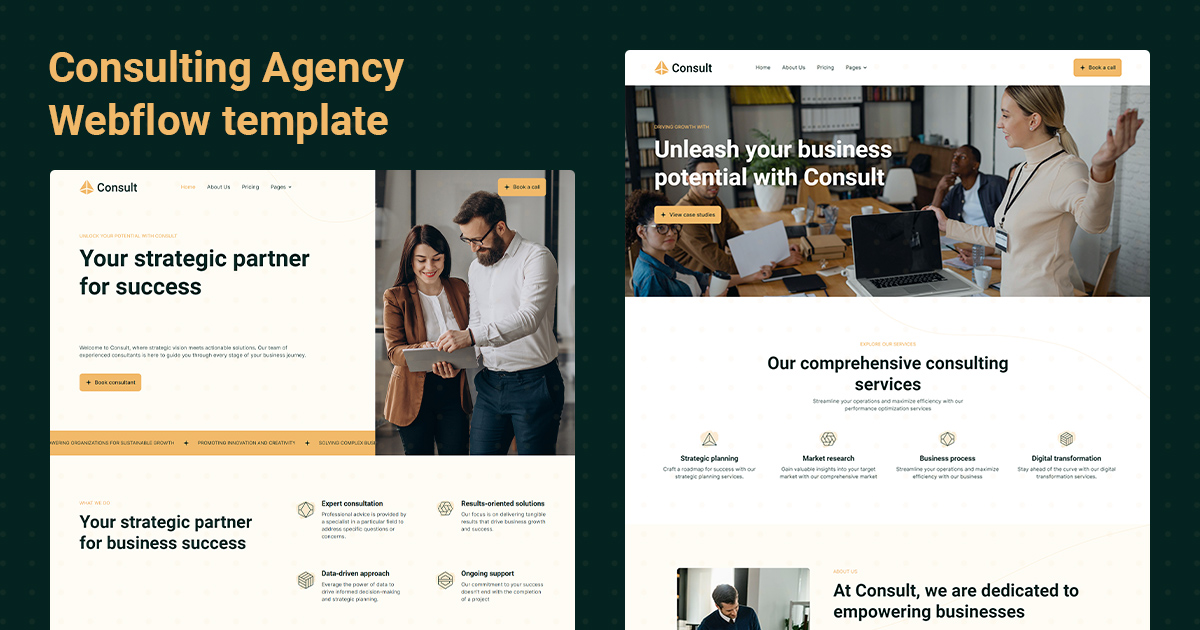 Consulting Agency
Webflow template
Consult
Home
About Us
Pricing
Pages
Book a call
UNLOCK YOUR POTENTIAL WITH CONSULT
Your strategic partner
for success
Welcome to Consult, where strategic vision meets actionable solutions. Our team of
experienced consultants is here to guide you through every stage of your business journey.
Book consultant
WERING ORGANIZATIONS FOR SUSTAINABLE GROWTH
PROMOTING INNOVATION AND CREATIVITY
SOLVING COMPLEX BUSI
WHAT WE DO
Your strategic partner
for business success
Expert consultation
Professional advice is provided by
a specialist in a particular field to
address specific questions or
concerns.
Results-oriented solutions
Our focus is on delivering tangible
results that drive business growth
and success.
Data-driven approach
Everage the power of data to
drive informed decision-making
and strategic planning.
Ongoing support
Our commitment to your success
doesn't end with the completion
of a project
Consult
Home
About Us
Pricing
Pages
Book a call
DRIVING GROWTH WITH
Unleash your business
potential with Consult
View case studies
EXPLORE OUR SERVICES
Our comprehensive consulting
services
Streamline your operations and maximize efficiency with our
performance optimization services
Strategic planning
Craft a roadmap for success with our
strategic planning services.
Market research
Gain valuable insights into your target
market with our comprehensive market
Business process
Streamline your operations and maximize
efficiency with our business
Digital transformation
Stay ahead of the curve with our digital
transformation services.
ABOUT US
At Consult, we are dedicated to
empowering businesses